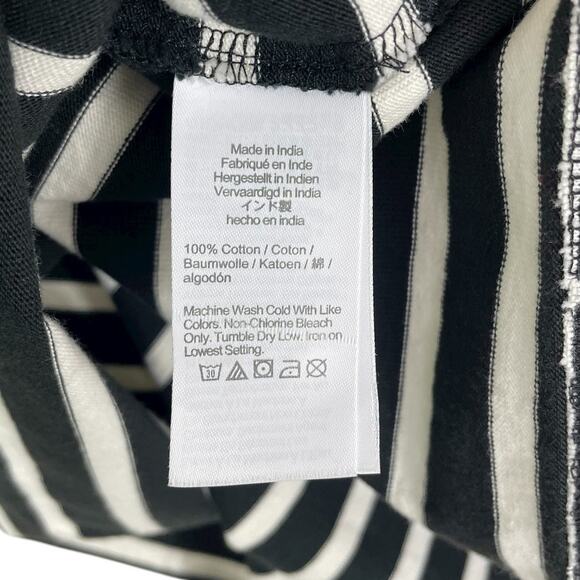 Made in India
Fabriqué en Inde
Hergestellt in Indien
Vervaardigd in India
インド製
hecho en india
100% Cotton / Coton /
Baumwolle / Katoen / 綿 /
algodón
Machine Wash Cold With Like
Colors. Non-Chlorine Bleach
Only. Tumble Dry Low. Iron on
Lowest Setting.
30